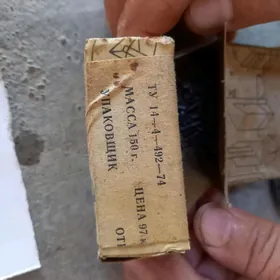 ТУ 14—4—492—74
МАССА 150 г. ЦЕНА 97 к
УПАКОВЩИК ОТ